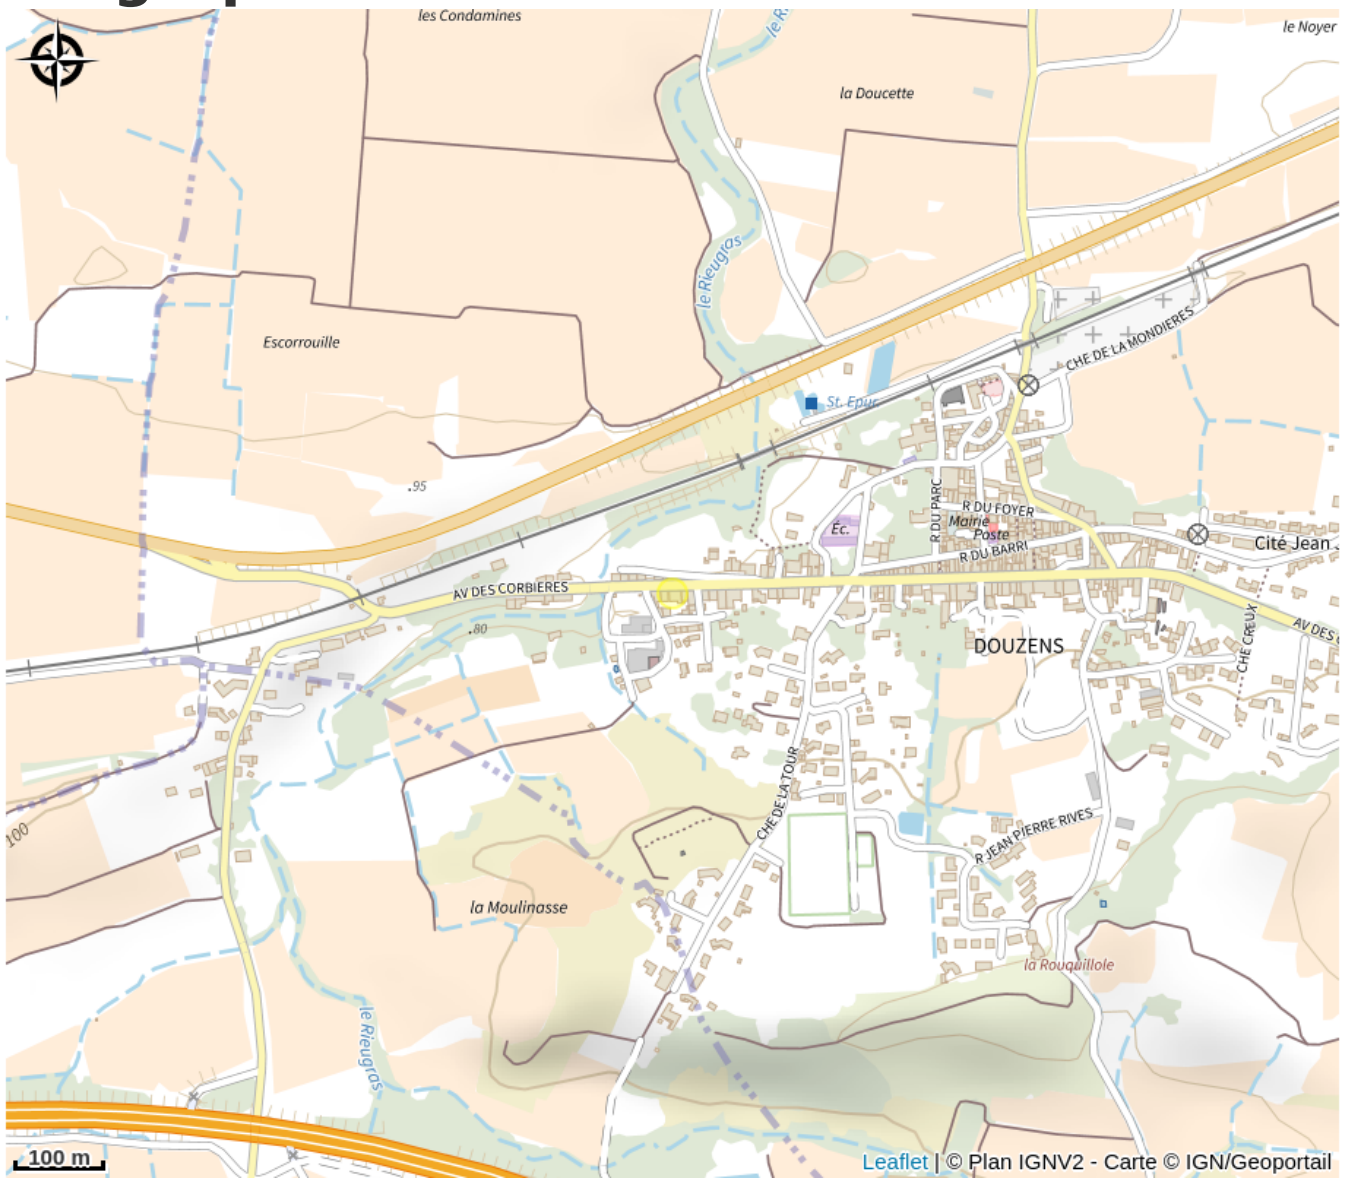 les Condamines
le Noyer
la Doucette
le Rieugras
Escorrouille
CHE DE LA MONDIERES
St. Epur.
.95
R DU PARC
R DU FOYER
Mairie
Poste
Éc.
R DU BARRI
Cité Jean
AV DES CORBIERES
.80
DOUZENS
CHE CREUX
AV DES
CHE DE LA TOUR
100
R JEAN PIERRE RIVES
la Moulinasse
la Rouquillole
le Rieugras
100 m
Leaflet | © Plan IGNV2 - Carte © IGN/Geoportail